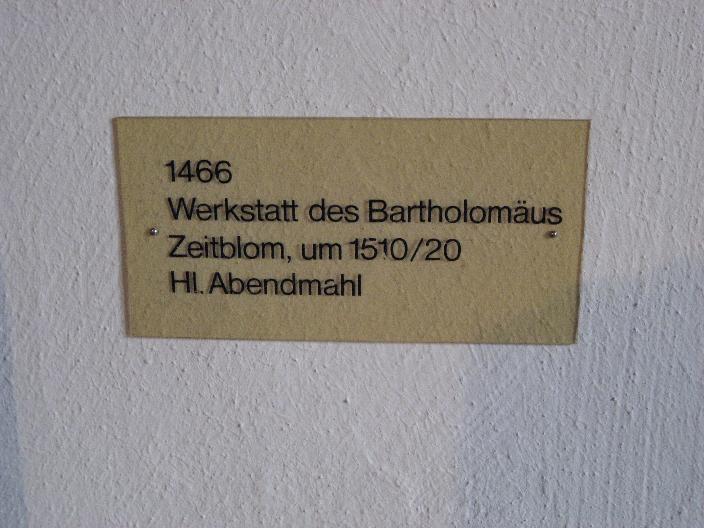 1466
Werkstatt des Bartholomäus
Zeitblom, um 1510/20
Hl. Abendmahl